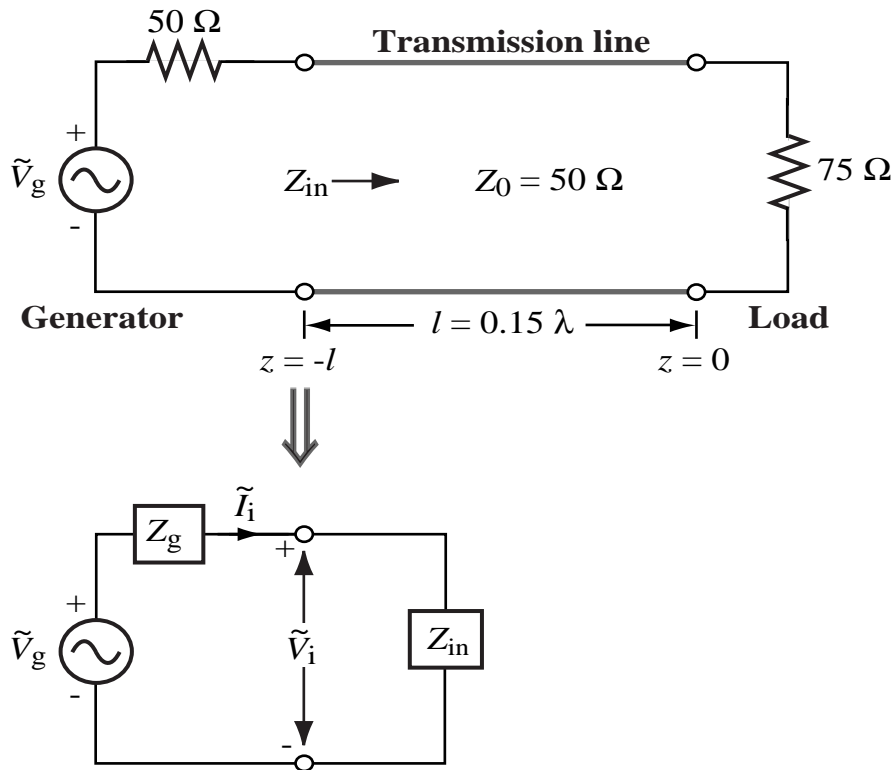 50 Ω
Transmission line
+
Ṽg
-
Zin
Z0 = 50 Ω
75 Ω
Generator
l = 0.15 λ
Load
z = -l
z = 0
Ĩi
Zg
+
+
Ṽg
Ṽi
Zin
-
-